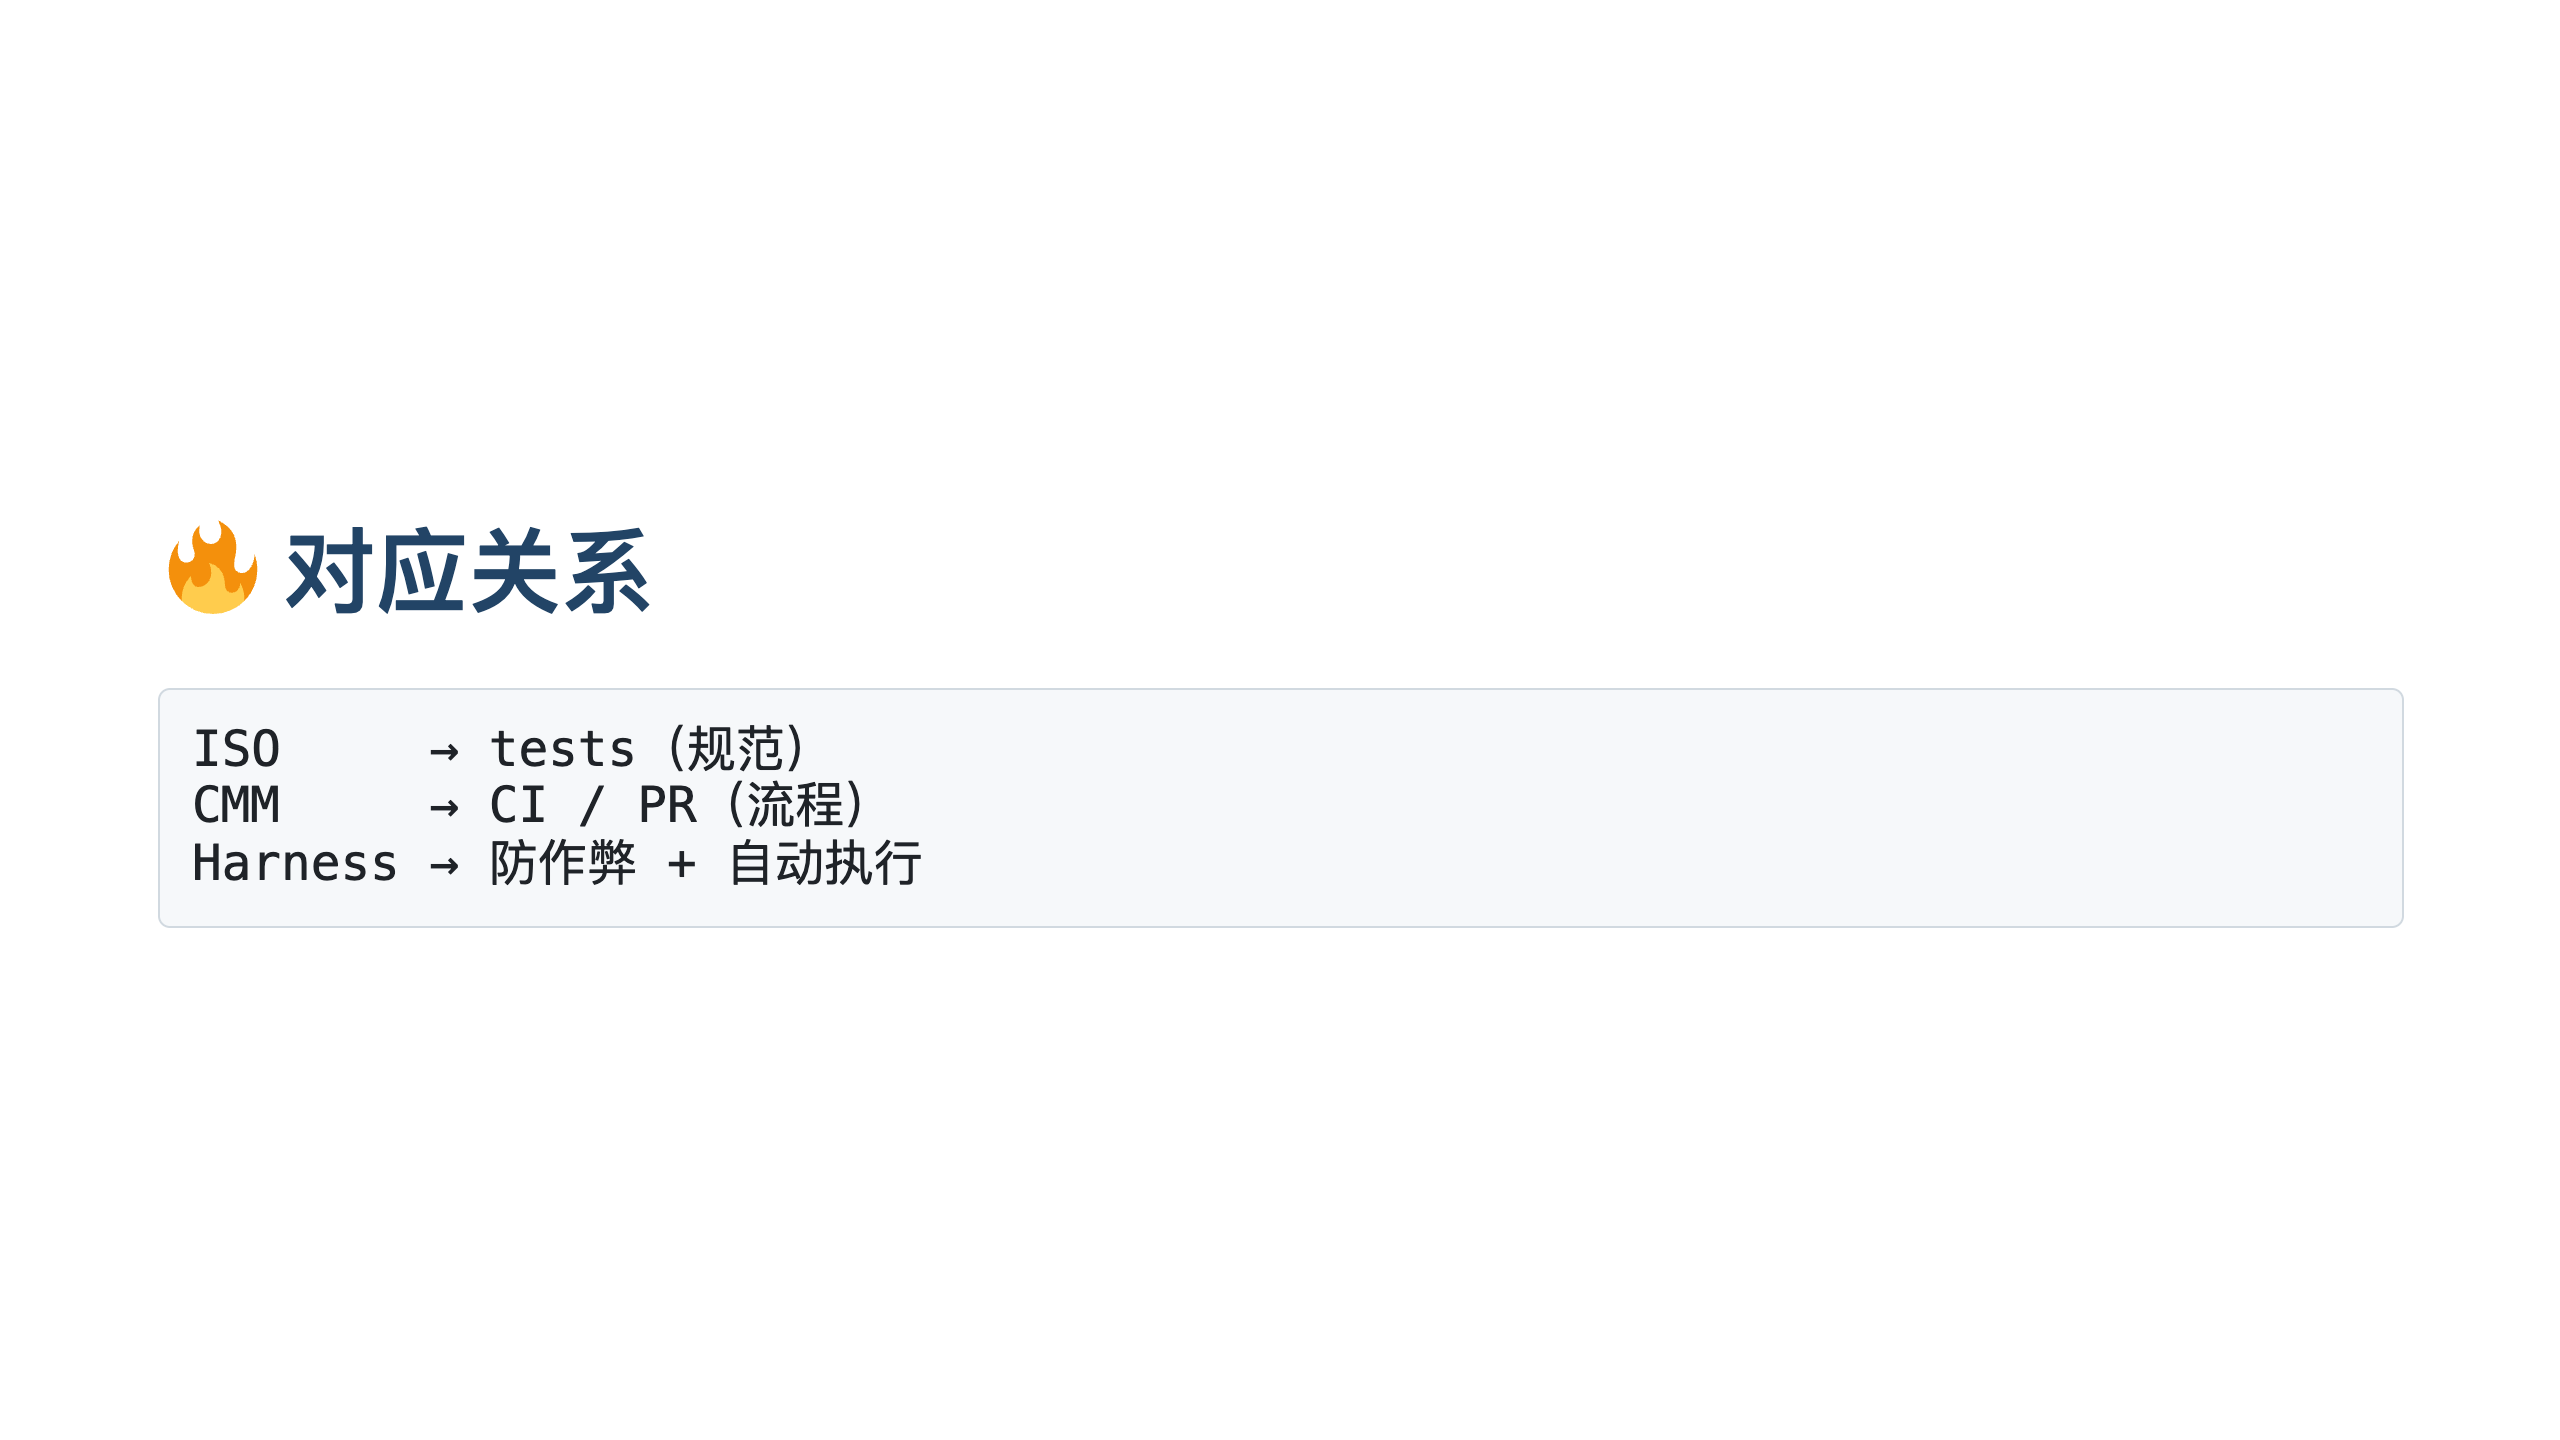 🔥 对应关系
ISO     → tests（规范）
CMM     → CI / PR（流程）
Harness → 防作弊 + 自动执行